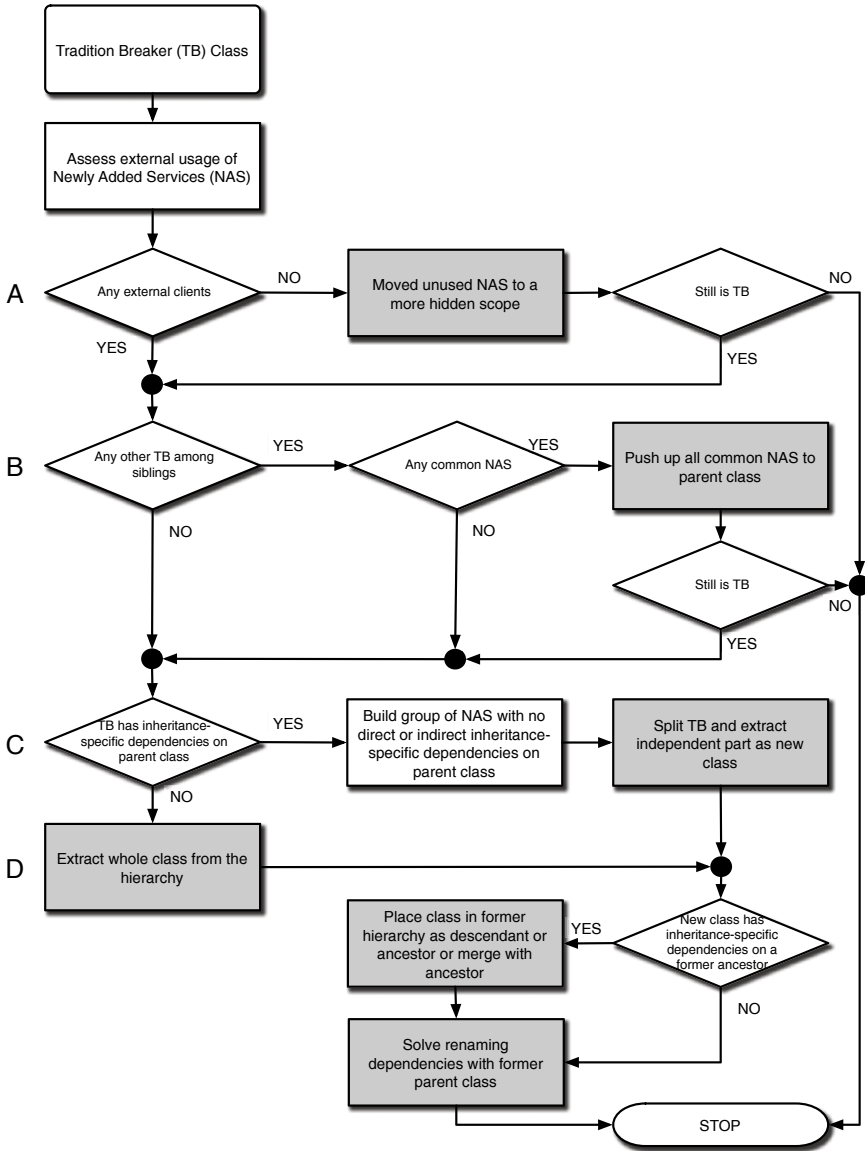 Tradition Breaker (TB) Class
Assess external usage of
Newly Added Services (NAS)
A
Any external clients
NO
Moved unused NAS to a
more hidden scope
Still is TB
NO
YES
YES
B
Any other TB among
siblings
YES
Any common NAS
YES
Push up all common NAS to
parent class
NO
NO
Still is TB
NO
YES
C
TB has inheritance-
specific dependencies on
parent class
YES
Build group of NAS with no
direct or indirect inheritance-
specific dependencies on
parent class
Split TB and extract
independent part as new
class
NO
D
Extract whole class from the
hierarchy
Place class in former
hierarchy as descendant or
ancestor or merge with
ancestor
YES
New class has
inheritance-specific
dependencies on a
former ancestor
NO
Solve renaming
dependencies with former
parent class
STOP